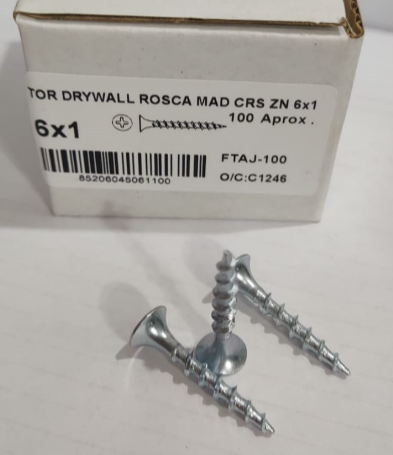 TOR DRYWALL ROSCA MAD CRS ZN 6x1
100 Aprox.
6x1
FTAJ-100
85206045061100
O/C:C1246